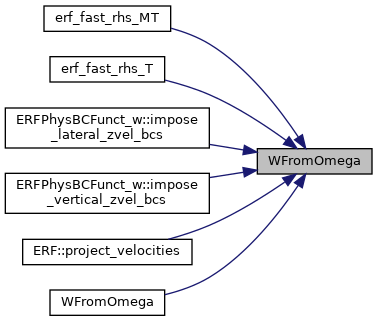 erf_fast_rhs_MT
erf_fast_rhs_T
ERFPhysBCFunct_w::impose
_lateral_zvel_bcs
WFromOmega
ERFPhysBCFunct_w::impose
_vertical_zvel_bcs
ERF::project_velocities
WFromOmega